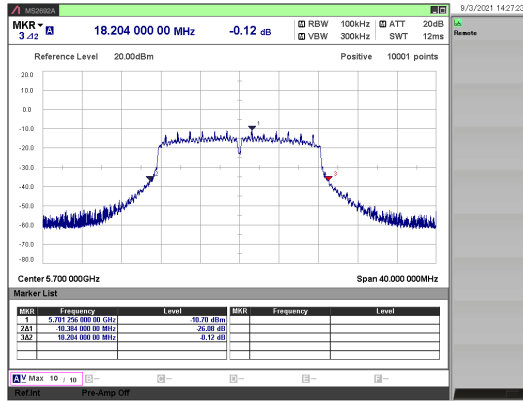 MS2692A
9/3/2021 14:27:23
MKR
3 ⊿2 A
18.204 000 00 MHz
-0.12 dB
RBW 100kHz
ATT 20dB
VBW 300kHz
SWT 12ms
Remote
Reference Level 20.00dBm
Positive 10001 points
20.0
10.0
0.0
-10.0
-20.0
-30.0
-40.0
-50.0
-60.0
-70.0
-80.0
1
2
3
Center 5.700 000GHz
Span 40.000 000MHz
Marker List
MKR Frequency Level MKR Frequency Level
1 5.701 256 000 00 GHz -10.70 dBm
2Δ1 -10.384 000 00 MHz -26.08 dB
3Δ2 18.204 000 00 MHz -0.12 dB
A V Max 10 / 10 B-- C-- D-- E-- F--
Ref.Int Pre-Amp Off